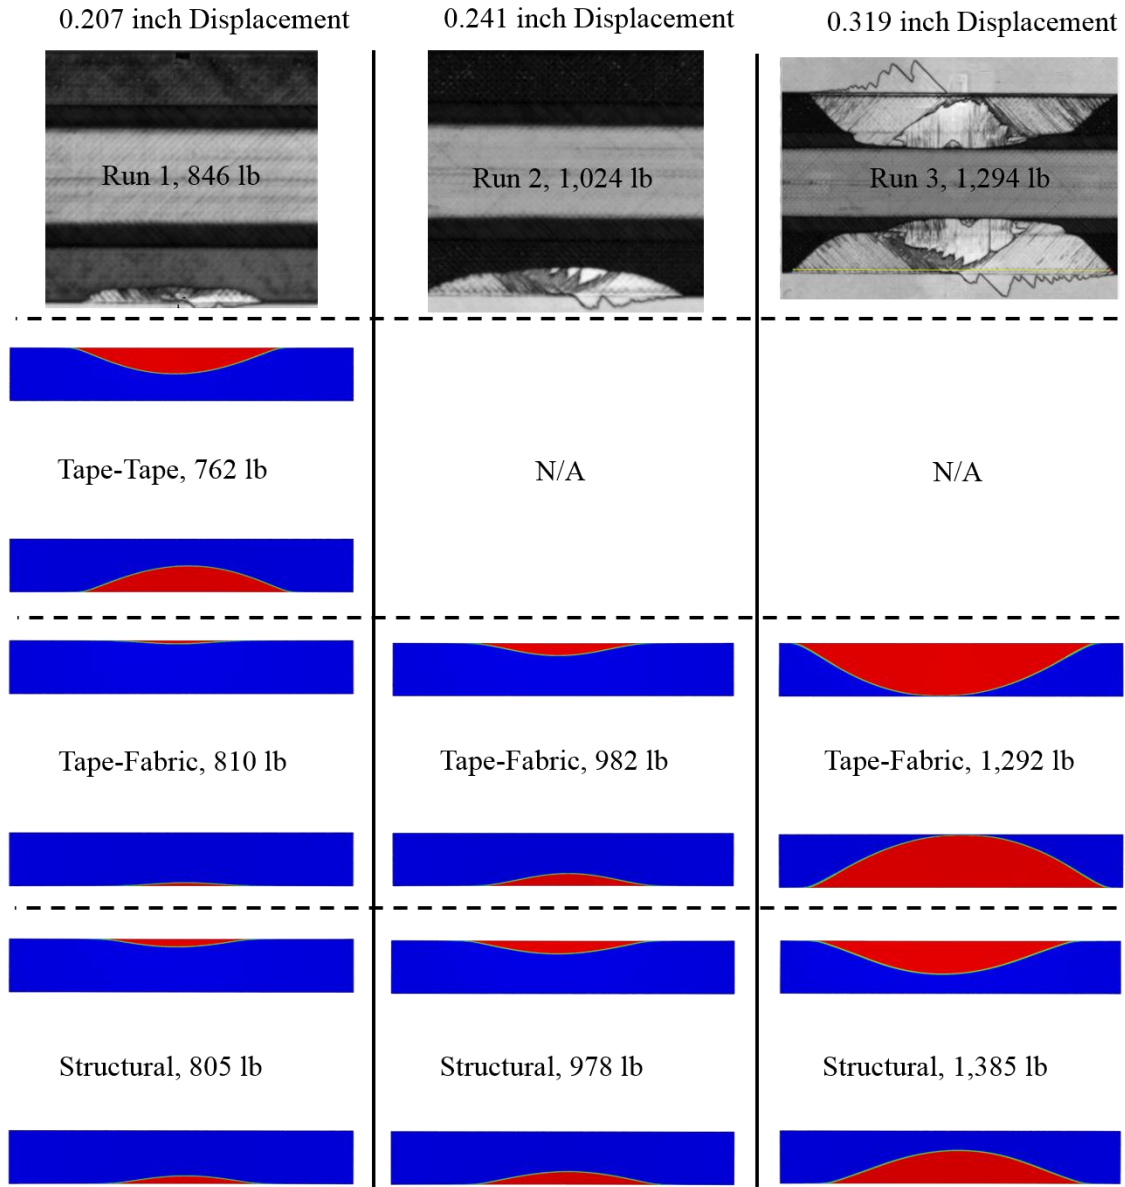 0.207 inch Displacement
0.241 inch Displacement
0.319 inch Displacement
Run 1, 846 lb
Run 2, 1,024 lb
Run 3, 1,294 lb
Tape-Tape, 762 lb
N/A
N/A
Tape-Fabric, 810 lb
Tape-Fabric, 982 lb
Tape-Fabric, 1,292 lb
Structural, 805 lb
Structural, 978 lb
Structural, 1,385 lb